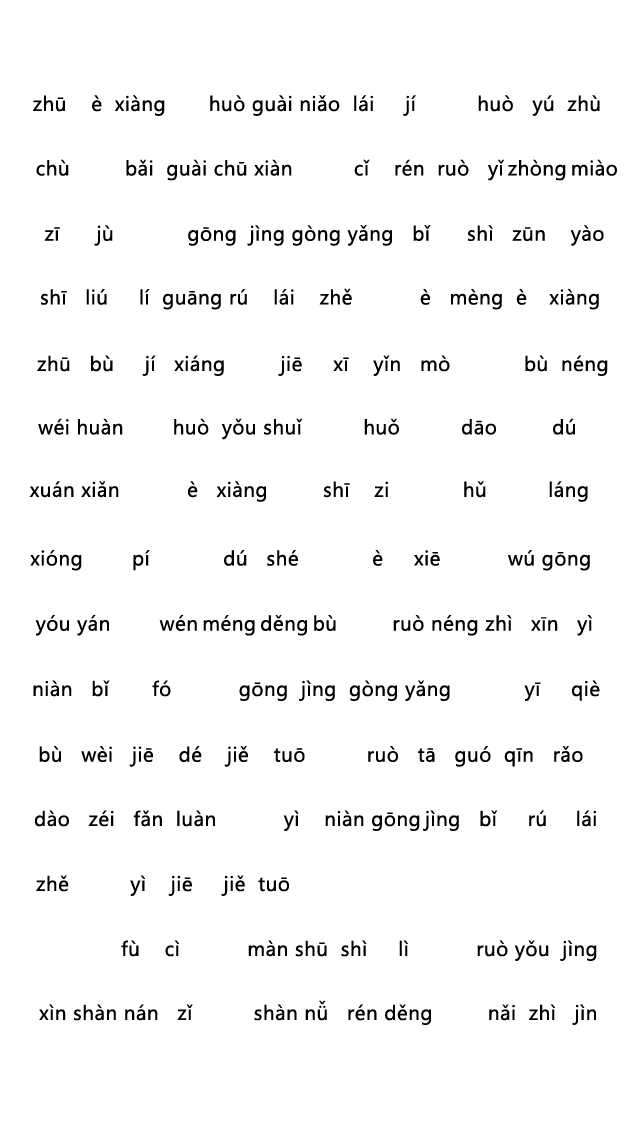 zhū è xiàng huò guài niǎo lái jí huò yú zhù
chù bǎi guài chū xiàn cǐ rén ruò yǐ zhòng miào
zī jù gōng jìng gòng yǎng bǐ shì zūn yào
shī liú lí guāng rú lái zhě è mèng è xiàng
zhū bù jí xiáng jiē xī yǐn mò bù néng
wéi huàn huò yǒu shuǐ huǒ dāo dú
xuán xiǎn è xiàng shī zi hǔ láng
xióng pí dú shé è xiē wú gōng
yóu yán wén méng děng bù ruò néng zhì xīn yì
niàn bǐ fó gōng jìng gòng yǎng yī qiè
bù wèi jiē dé jiě tuō ruò tā guó qīn rǎo
dào zéi fǎn luàn yì niàn gōng jìng bǐ rú lái
zhě yì jiē jiě tuō
fù cì màn shū shì lì ruò yǒu jìng
xìn shàn nán zǐ shàn nǚ rén děng nǎi zhì jìn